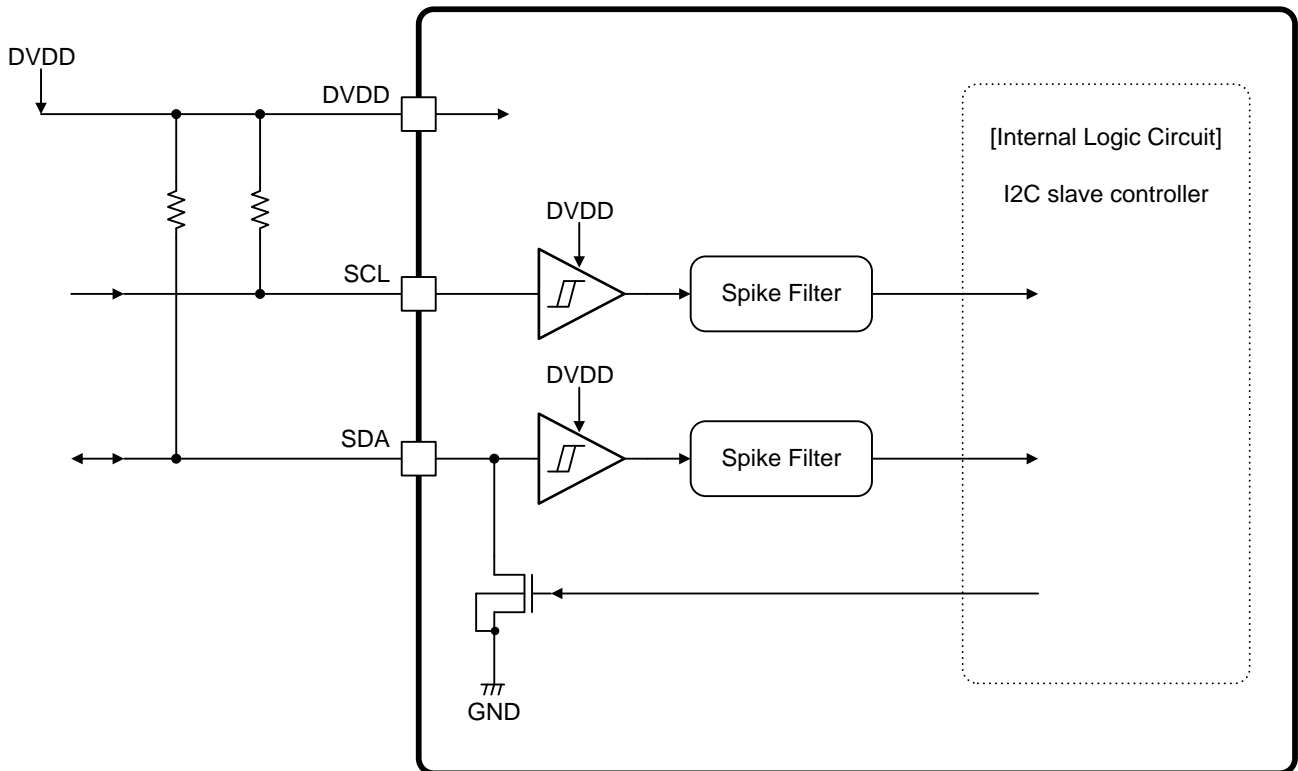 DVDD
DVDD
[Internal Logic Circuit]
I2C slave controller
DVDD
SCL
Spike Filter
DVDD
SDA
Spike Filter
GND